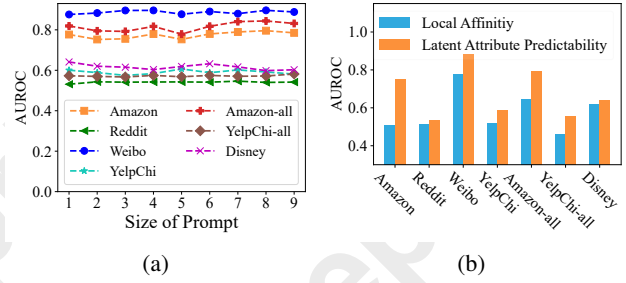 AUROC
0.8
0.6
0.4
0.2
0.0
Amazon
Reddit
Weibo
YelpChi
Amazon-all
YelpChi-all
Disney
1 2 3 4 5 6 7 8 9
Size of Prompt
(a)
Local Affinitiy
Latent Attribute Predictability
AUROC
1.0
0.8
0.6
0.4
Amazon
Reddit
Weibo
YelpChi
Amazon-all
YelpChi-all
Disney
(b)